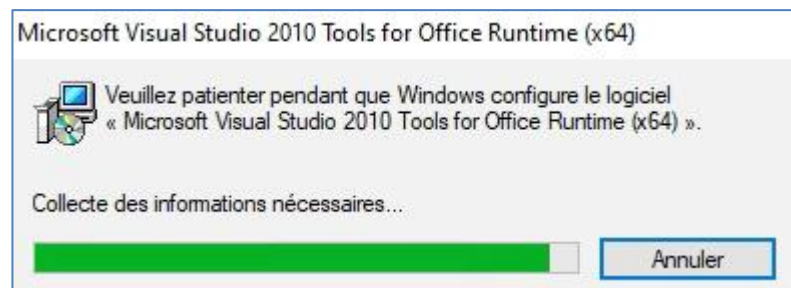 Microsoft Visual Studio 2010 Tools for Office Runtime (x64)
Veuillez patienter pendant que Windows configure le logiciel
« Microsoft Visual Studio 2010 Tools for Office Runtime (x64) ».
Collecte des informations nécessaires...
Annuler